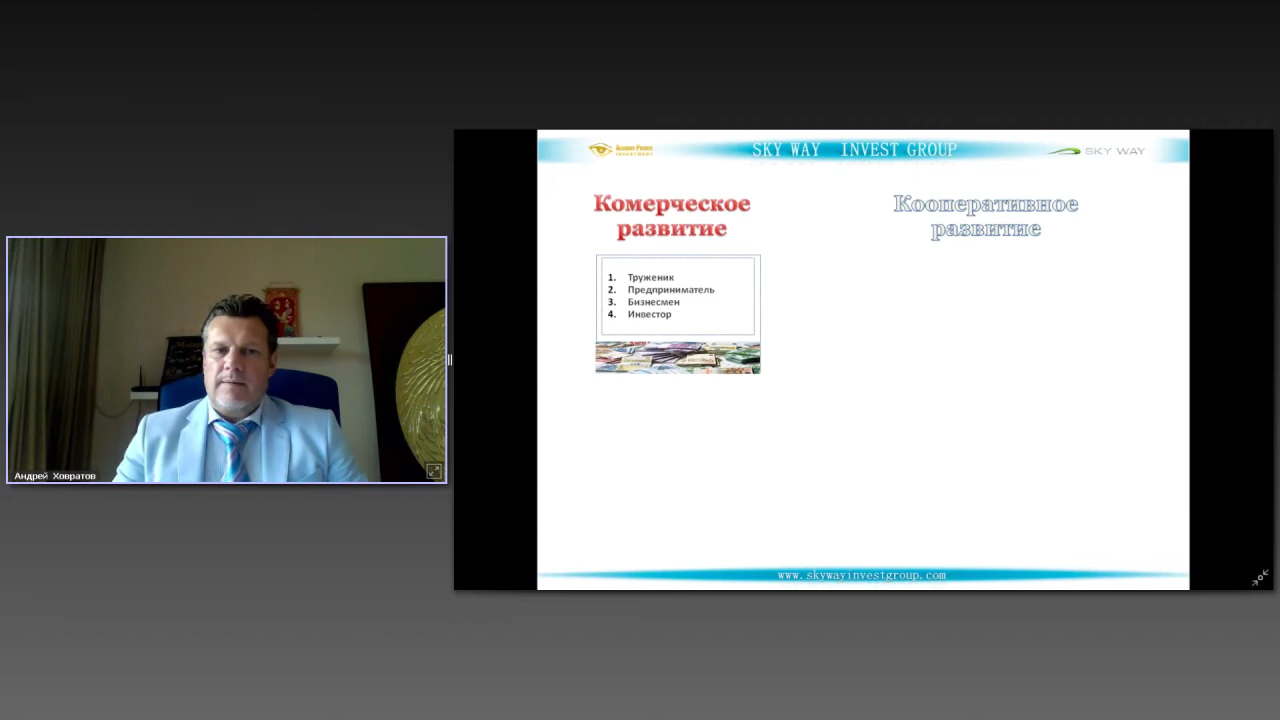 SKY WAY INVEST GROUP
SKY WAY
Комерческое
развитие
Кооперативное
развитие
1. Труженик
2. Предприниматель
3. Бизнесмен
4. Инвестор
Андрей Ховратов
www.skywayinvestgroup.com